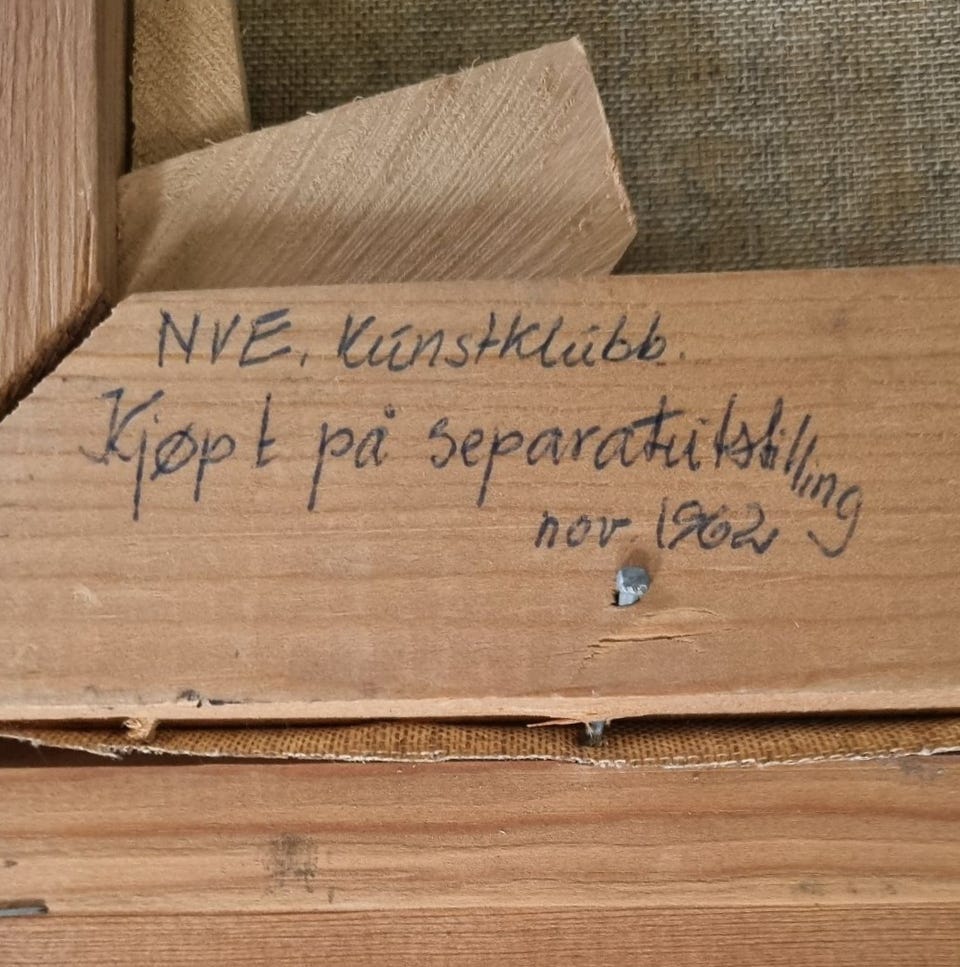 NVE. Kunstklubb.
Kjøpt på separatutstilling
nov. 1962